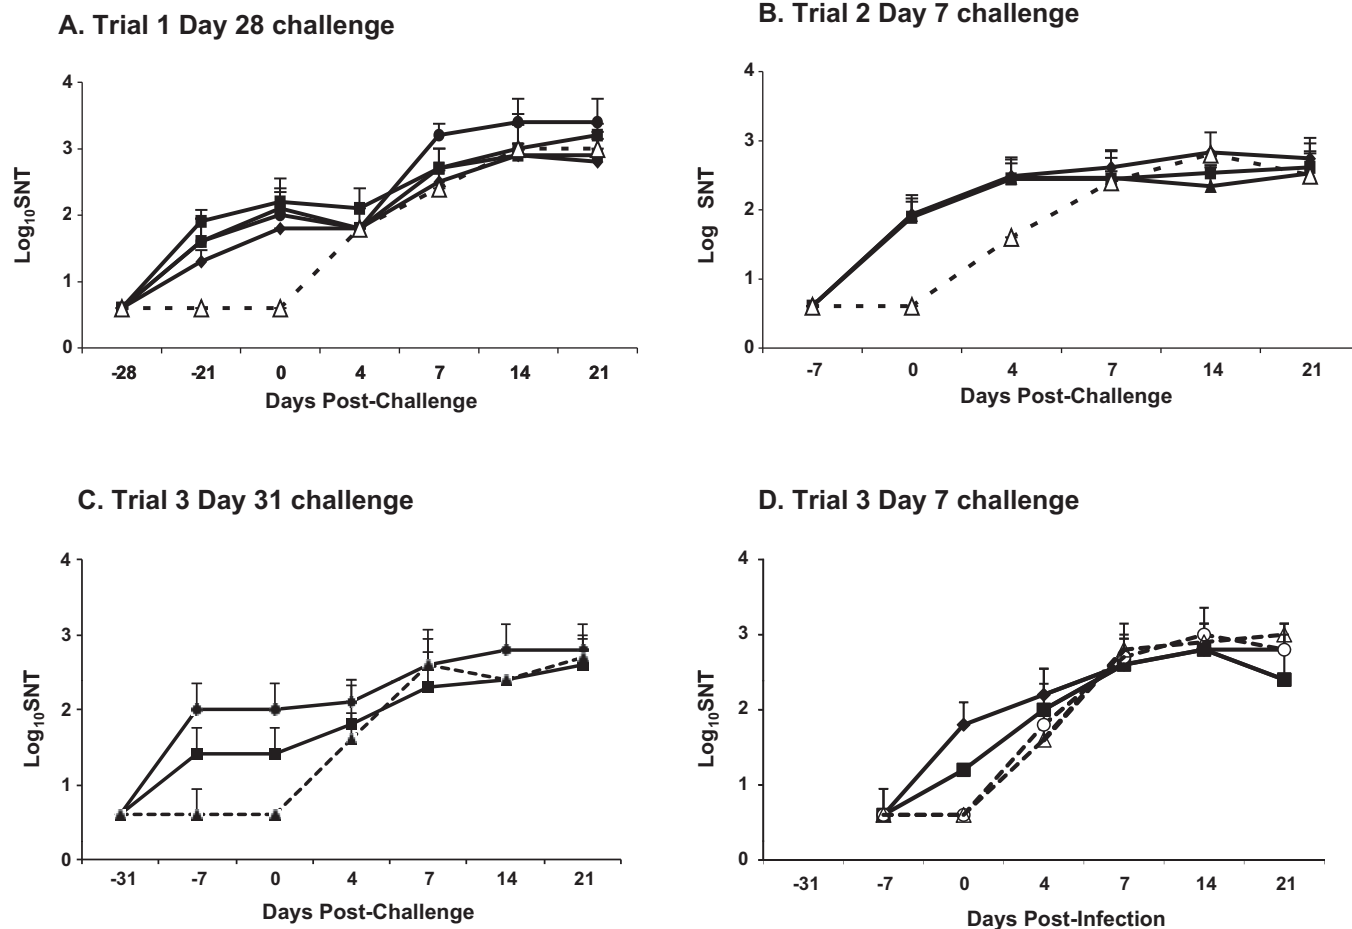 A. Trial 1 Day 28 challenge
4
3
2
1
0
Log10SNT
-28 -21 0 4 7 14 21
Days Post-Challenge
B. Trial 2 Day 7 challenge
4
3
2
1
0
Log SNT
-7 0 4 7 14 21
Days Post-Challenge
C. Trial 3 Day 31 challenge
4
3
2
1
0
Log10SNT
-31 -7 0 4 7 14 21
Days Post-Challenge
D. Trial 3 Day 7 challenge
4
3
2
1
0
Log10SNT
-31 -7 0 4 7 14 21
Days Post-Infection